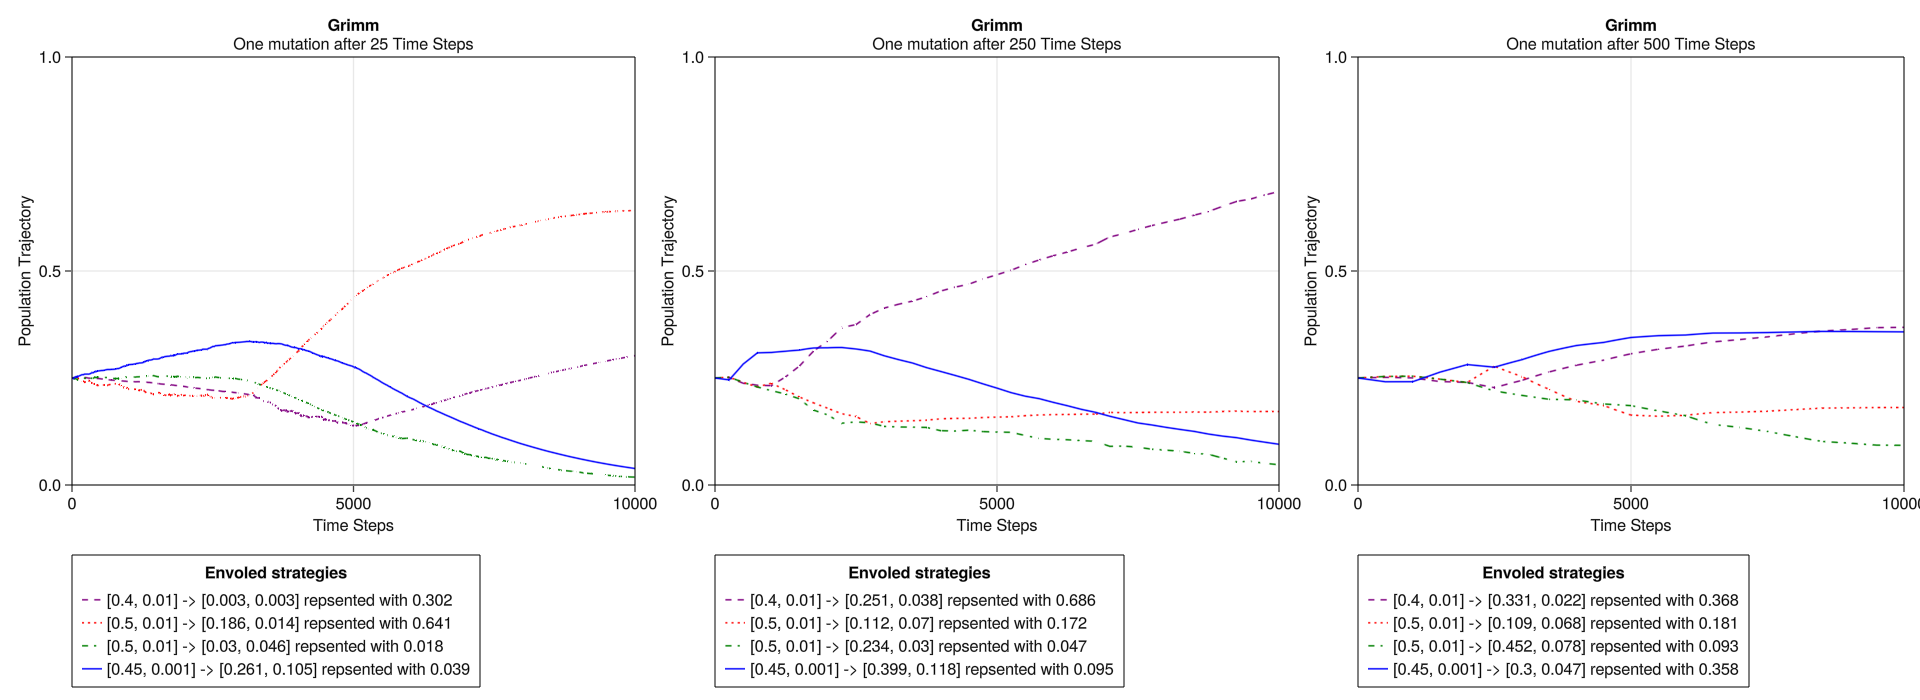 Grimm
One mutation after 25 Time Steps
1.0
0.5
0.0
Population Trajectory
0
5000
10000
Time Steps
Envoled strategies
[0.4, 0.01] -> [0.003, 0.003] repsented with 0.302
[0.5, 0.01] -> [0.186, 0.014] repsented with 0.641
[0.5, 0.01] -> [0.03, 0.046] repsented with 0.018
[0.45, 0.001] -> [0.261, 0.105] repsented with 0.039
Grimm
One mutation after 250 Time Steps
1.0
0.5
0.0
Population Trajectory
0
5000
10000
Time Steps
Envoled strategies
[0.4, 0.01] -> [0.251, 0.038] repsented with 0.686
[0.5, 0.01] -> [0.112, 0.07] repsented with 0.172
[0.5, 0.01] -> [0.234, 0.03] repsented with 0.047
[0.45, 0.001] -> [0.399, 0.118] repsented with 0.095
Grimm
One mutation after 500 Time Steps
1.0
0.5
0.0
Population Trajectory
0
5000
10000
Time Steps
Envoled strategies
[0.4, 0.01] -> [0.331, 0.022] repsented with 0.368
[0.5, 0.01] -> [0.109, 0.068] repsented with 0.181
[0.5, 0.01] -> [0.452, 0.078] repsented with 0.093
[0.45, 0.001] -> [0.3, 0.047] repsented with 0.358